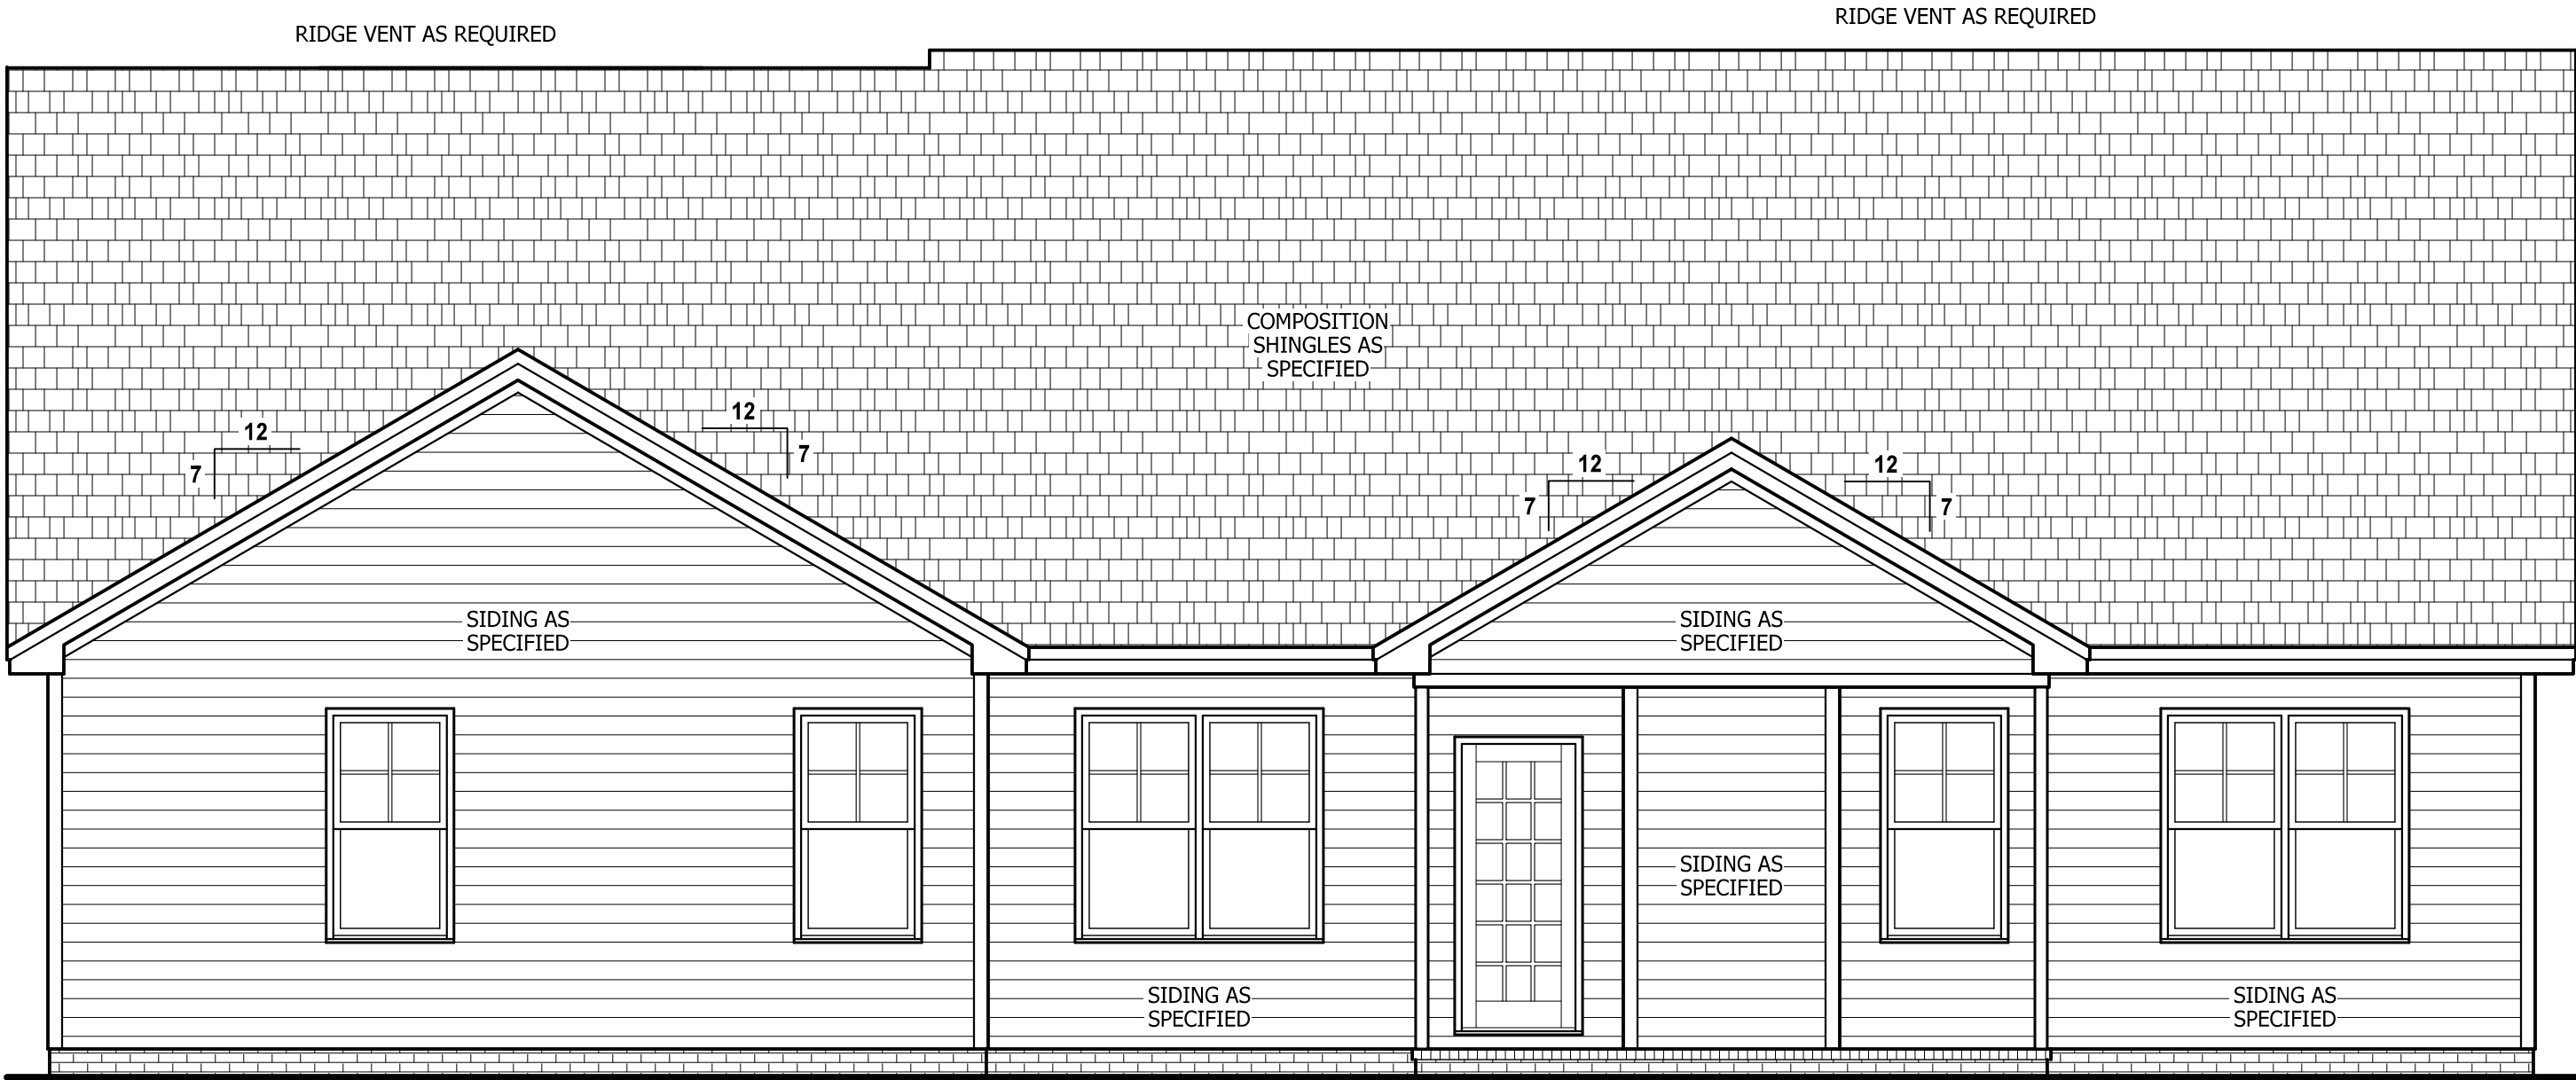 RIDGE VENT AS REQUIRED
RIDGE VENT AS REQUIRED
COMPOSITION
SHINGLES AS
SPECIFIED
12
7
12
7
12
7
12
7
SIDING AS
SPECIFIED
SIDING AS
SPECIFIED
SIDING AS
SPECIFIED
SIDING AS
SPECIFIED
SIDING AS
SPECIFIED